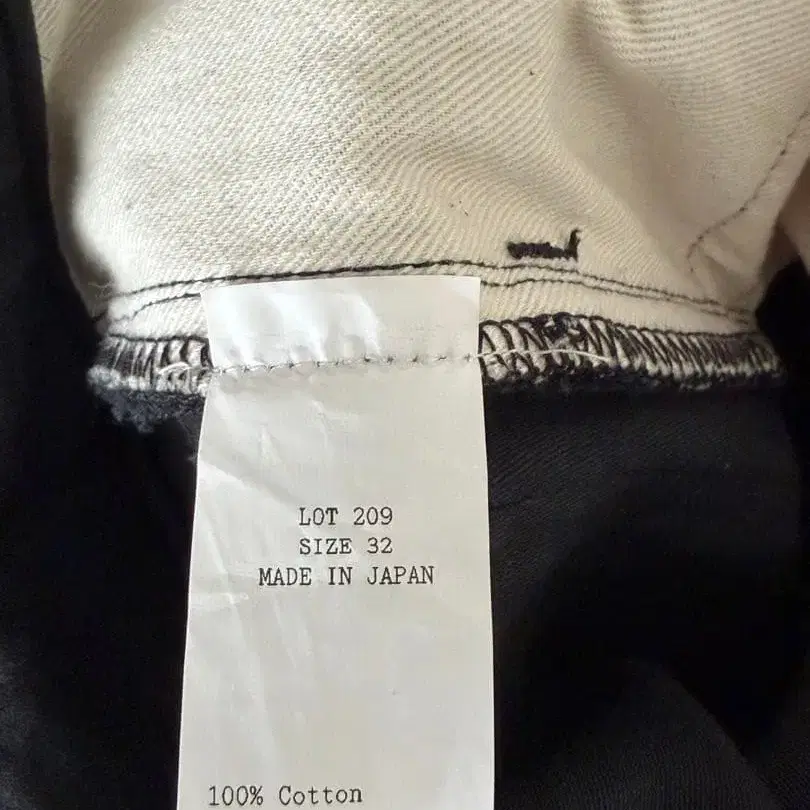 LOT 209
SIZE 32
MADE IN JAPAN
100% Cotton